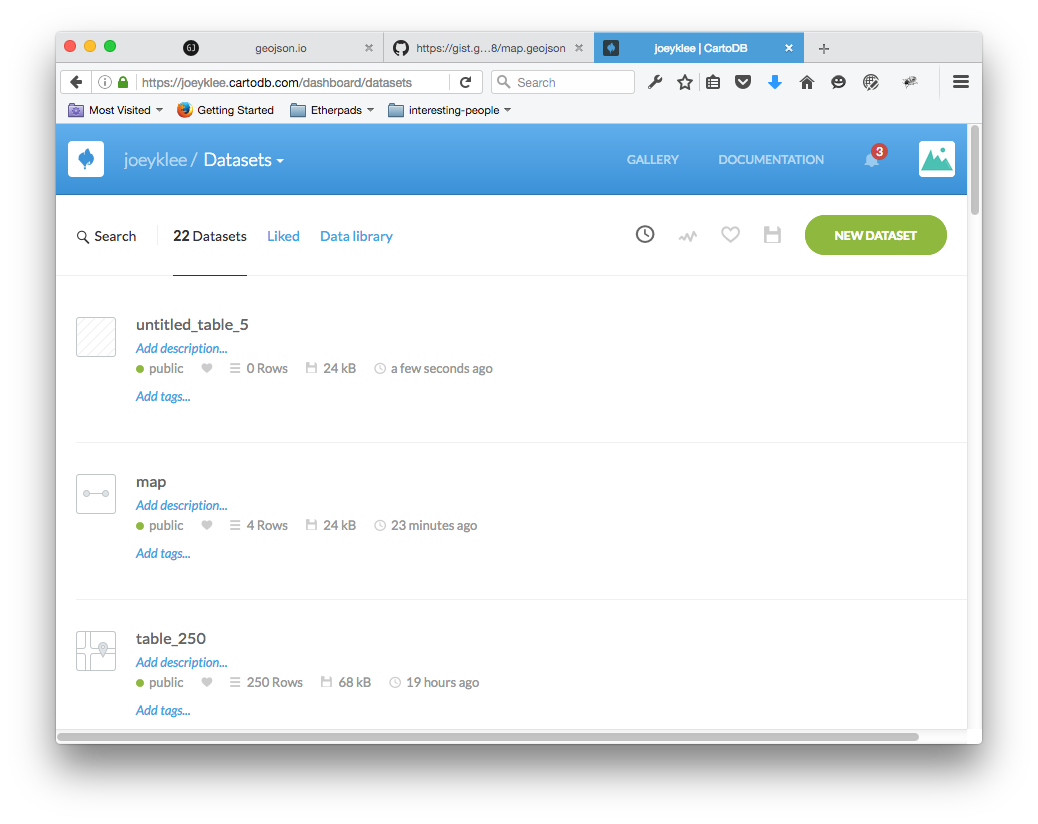 GJ geojson.io https://gist.g...8/map.geojson joeyklee | CartoDB
https://joeyklee.cartodb.com/dashboard/datasets Search
Most Visited Getting Started Etherpads interesting-people
joeyklee / Datasets GALLERY DOCUMENTATION 3
Search 22 Datasets Liked Data library NEW DATASET
untitled_table_5
Add description...
public 0 Rows 24 kB a few seconds ago
Add tags...
map
Add description...
public 4 Rows 24 kB 23 minutes ago
Add tags...
table_250
Add description...
public 250 Rows 68 kB 19 hours ago
Add tags...